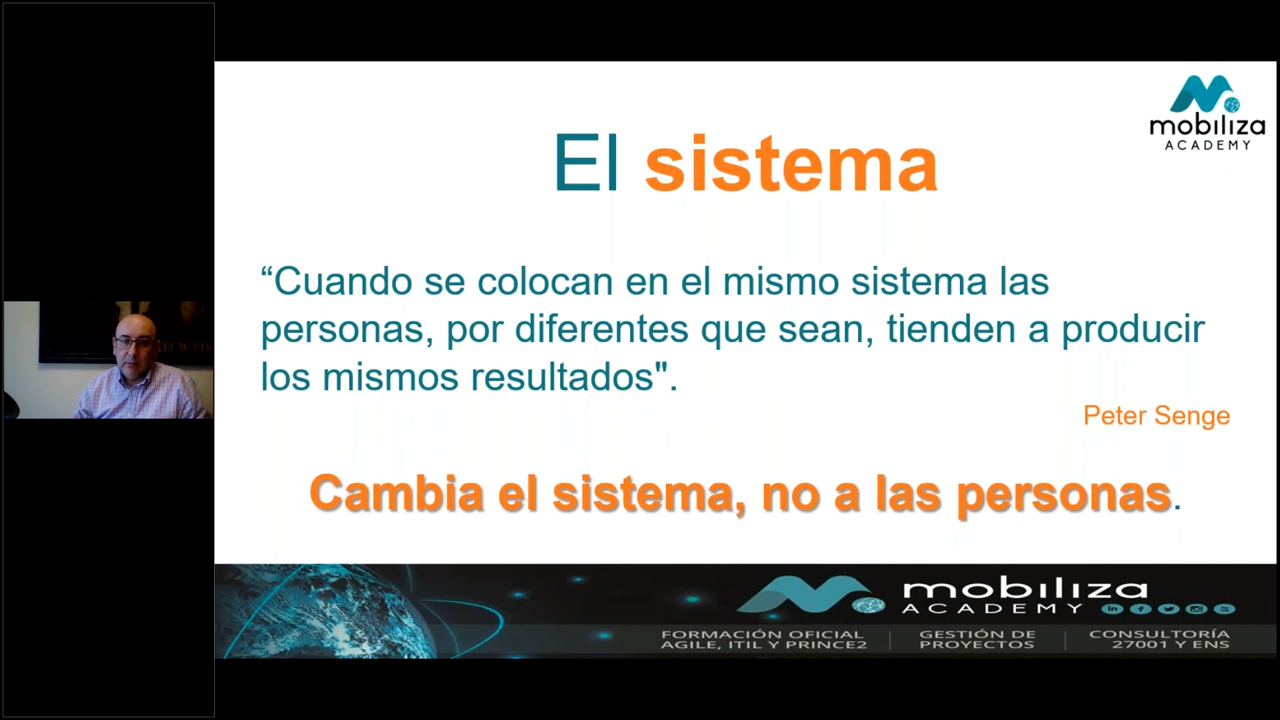 mobiliza
ACADEMY
El sistema
“Cuando se colocan en el mismo sistema las
personas, por diferentes que sean, tienden a producir
los mismos resultados".
Peter Senge
Cambia el sistema, no a las personas.
mobiliza
ACADEMY
FORMACIÓN OFICIAL
AGILE, ITIL Y PRINCE2
GESTIÓN DE
PROYECTOS
CONSULTORÍA
27001 Y ENS